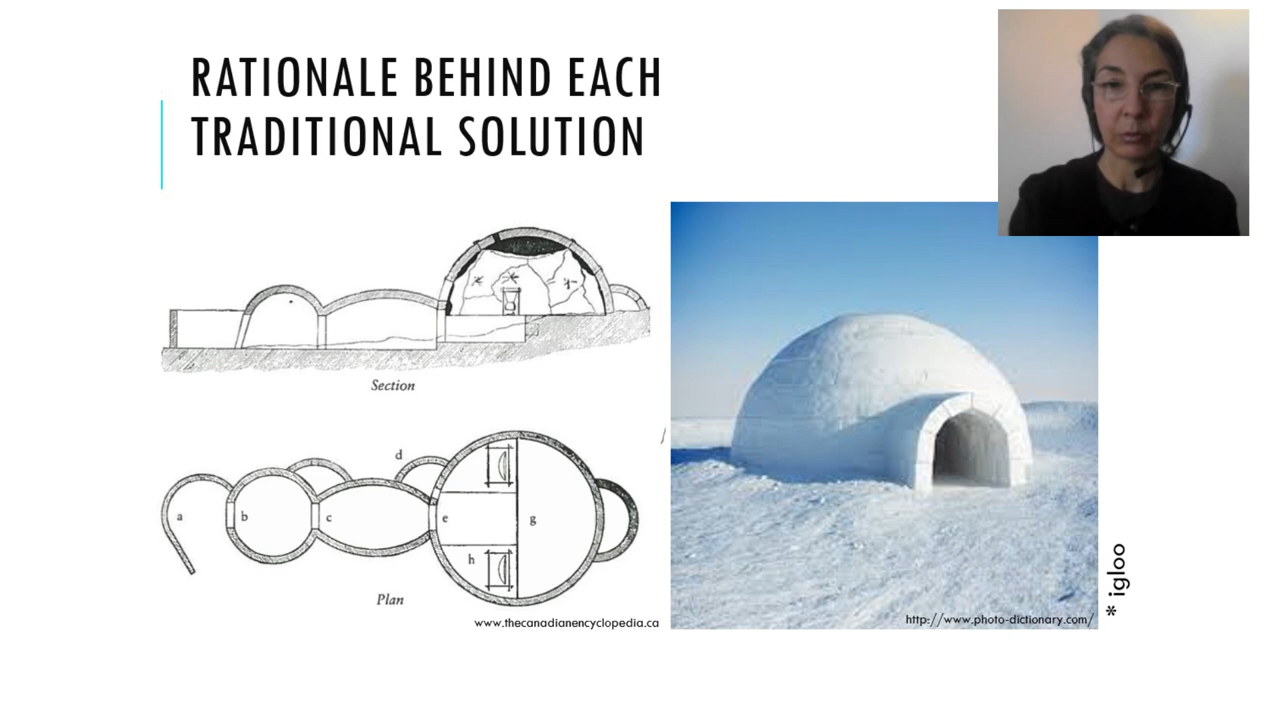 RATIONALE BEHIND EACH
TRADITIONAL SOLUTION
Section
d
a
b
c
e
g
h
Plan
www.thecanadianencyclopedia.ca
http://www.photo-dictionary.com/
* igloo